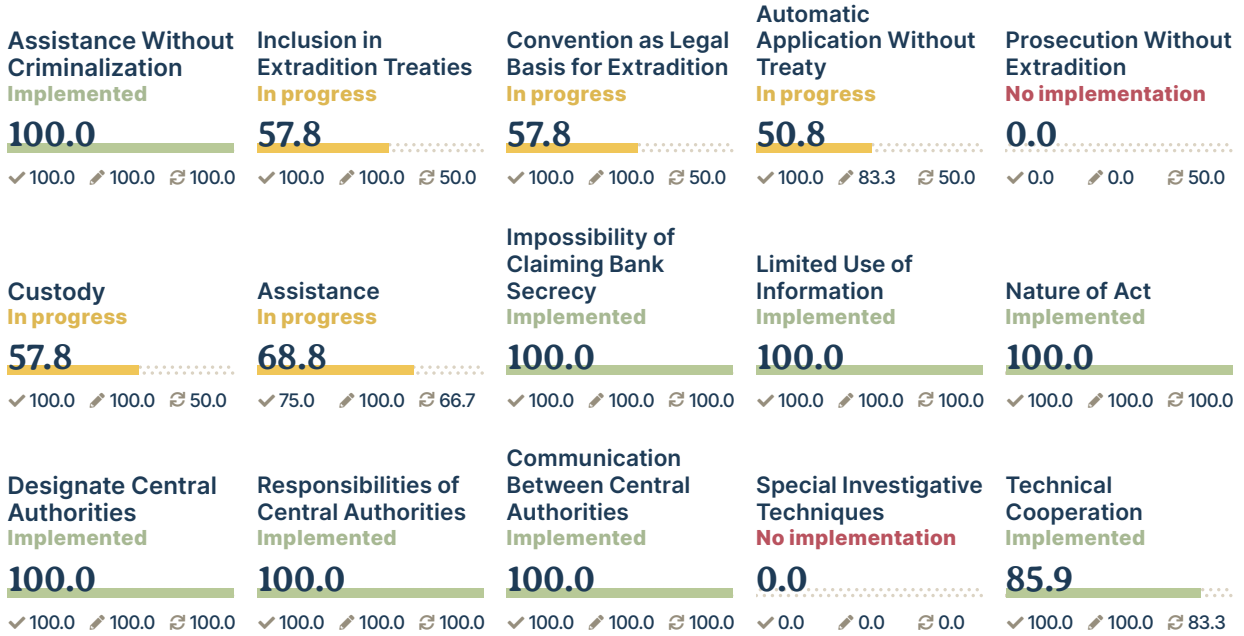 Assistance Without
Criminalization
Implemented
100.0
100.0 100.0 100.0
Inclusion in
Extradition Treaties
In progress
57.8
100.0 100.0 50.0
Convention as Legal
Basis for Extradition
In progress
57.8
100.0 100.0 50.0
Automatic
Application Without
Treaty
In progress
50.8
100.0 83.3 50.0
Prosecution Without
Extradition
No implementation
0.0
0.0 0.0 50.0
Custody
In progress
57.8
100.0 100.0 50.0
Assistance
In progress
68.8
75.0 100.0 66.7
Impossibility of
Claiming Bank
Secrecy
Implemented
100.0
100.0 100.0 100.0
Limited Use of
Information
Implemented
100.0
100.0 100.0 100.0
Nature of Act
Implemented
100.0
100.0 100.0 100.0
Designate Central
Authorities
Implemented
100.0
100.0 100.0 100.0
Responsibilities of
Central Authorities
Implemented
100.0
100.0 100.0 100.0
Communication
Between Central
Authorities
Implemented
100.0
100.0 100.0 100.0
Special Investigative
Techniques
No implementation
0.0
0.0 0.0 0.0
Technical
Cooperation
Implemented
85.9
100.0 100.0 83.3